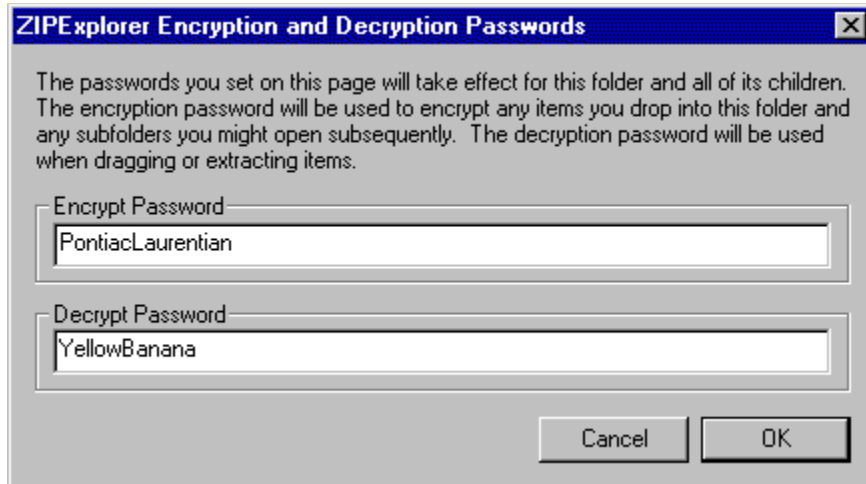 ZIPExplorer Encryption and Decryption Passwords
The passwords you set on this page will take effect for this folder and all of its children.
The encryption password will be used to encrypt any items you drop into this folder and
any subfolders you might open subsequently.  The decryption password will be used
when dragging or extracting items.
Encrypt Password
PontiacLaurentian
Decrypt Password
YellowBanana
Cancel
OK